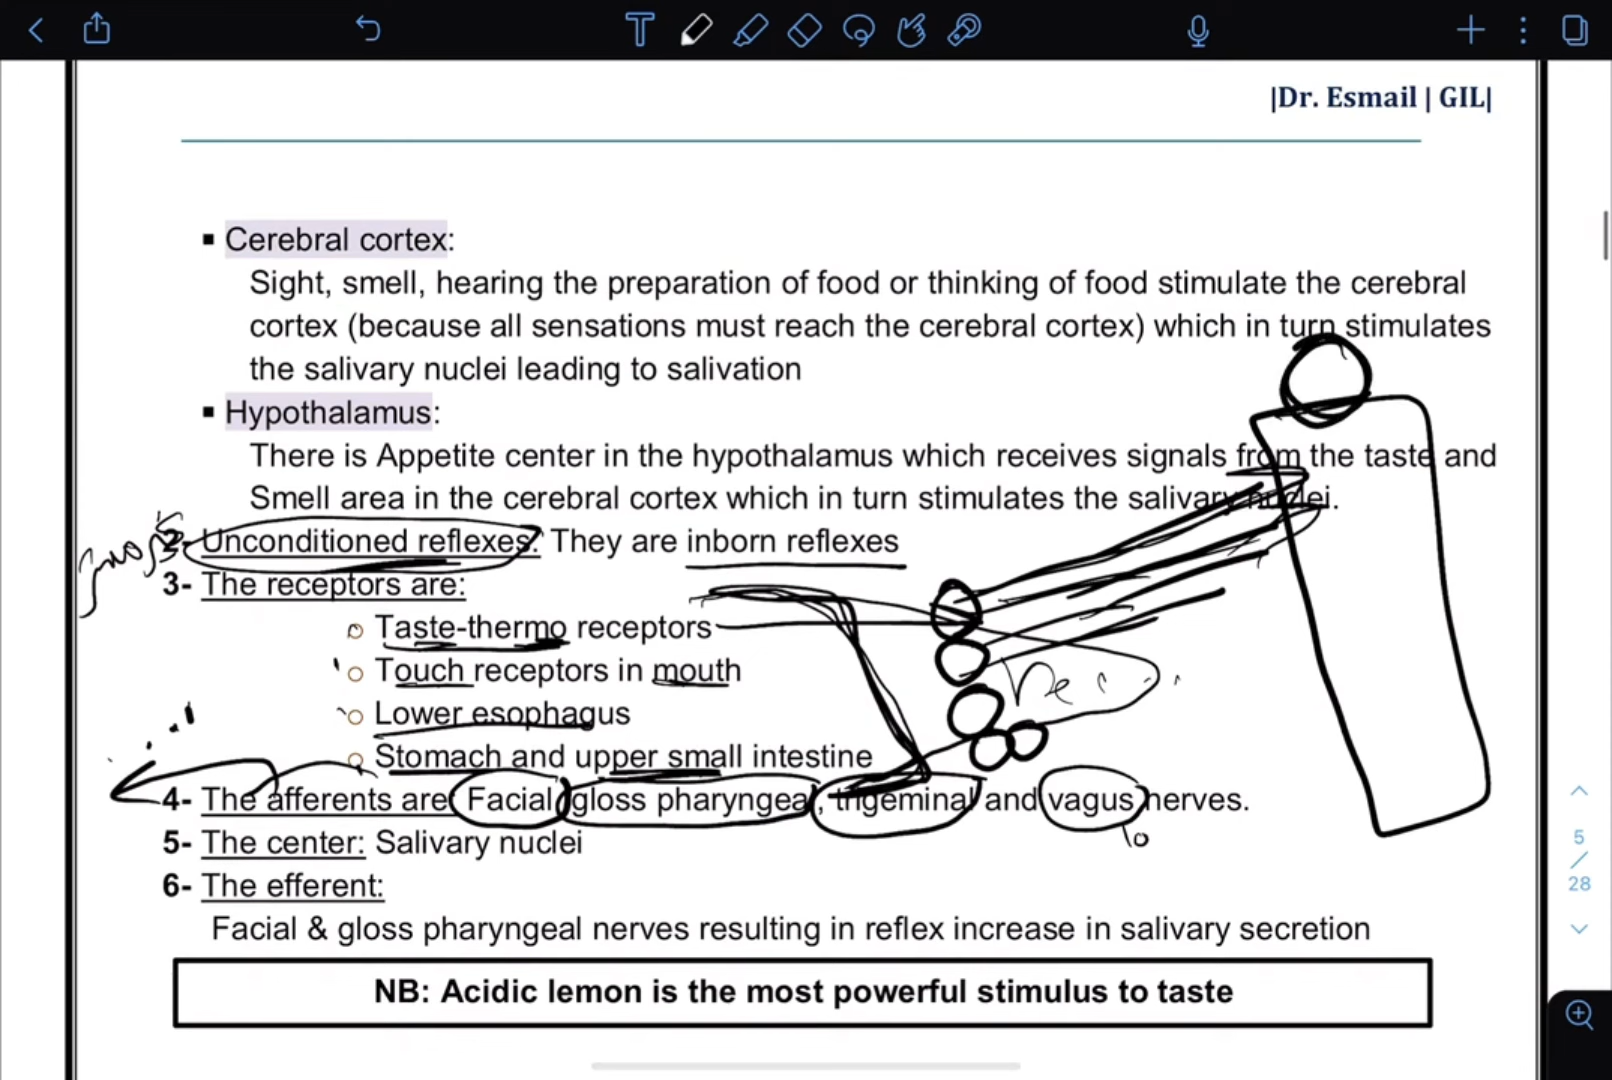 |Dr. Esmail | GIL|
▪ Cerebral cortex:
Sight, smell, hearing the preparation of food or thinking of food stimulate the cerebral
cortex (because all sensations must reach the cerebral cortex) which in turn stimulates
the salivary nuclei leading to salivation
▪ Hypothalamus:
There is Appetite center in the hypothalamus which receives signals from the taste and
Smell area in the cerebral cortex which in turn stimulates the salivary nuclei.
2- Unconditioned reflexes: They are inborn reflexes
3- The receptors are:
o Taste-thermo receptors
o Touch receptors in mouth
o Lower esophagus
o Stomach and upper small intestine
4- The afferents are Facial, gloss pharyngeal, trigeminal and vagus nerves.
10
5- The center: Salivary nuclei
6- The efferent:
Facial & gloss pharyngeal nerves resulting in reflex increase in salivary secretion
NB: Acidic lemon is the most powerful stimulus to taste
5
/
28